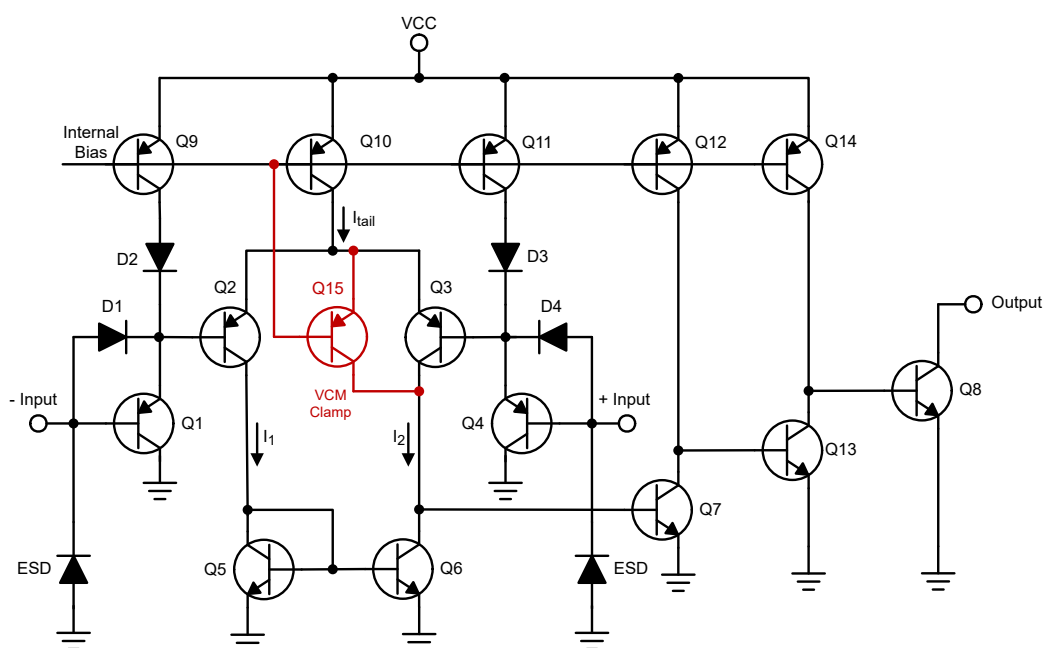 VCC
Internal
Bias
Q9
Q10
Q11
Q12
Q14
Itail
D2
D3
Q2
Q15
Q3
D1
D4
Output
VCM
Clamp
- Input
Q1
Q4
+ Input
Q8
I1
I2
Q13
Q7
ESD
Q5
Q6
ESD